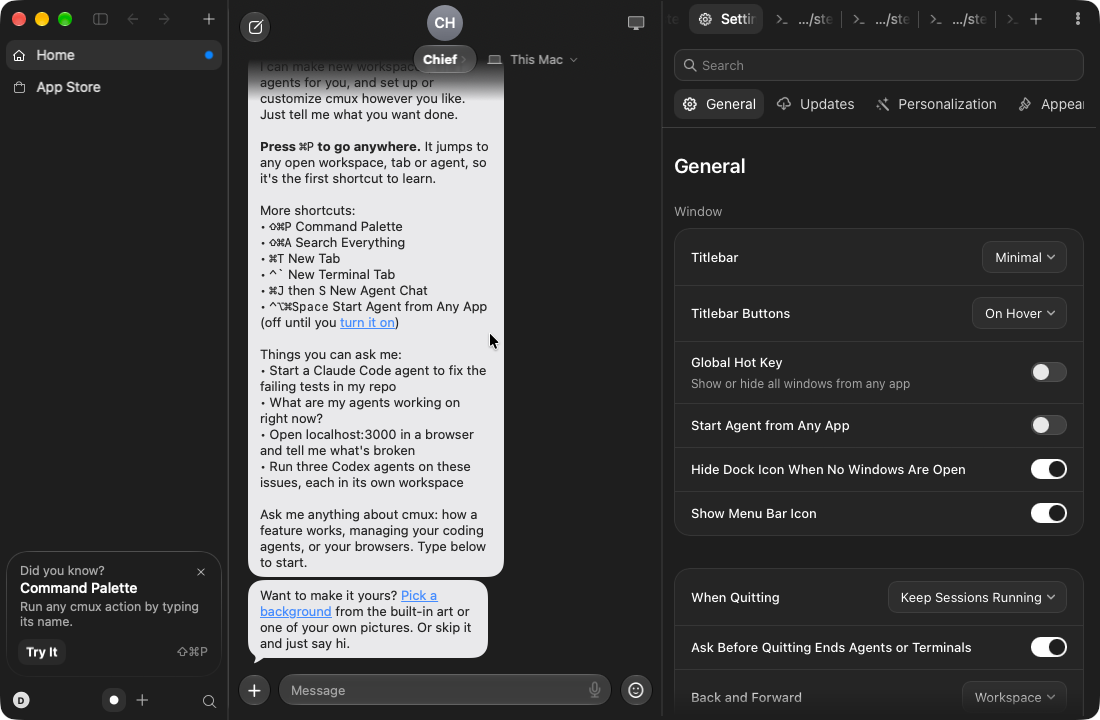 Home
App Store
Did you know?
Command Palette
Run any cmux action by typing
its name.
Try It
⇧⌘P
D
CH
Chief
This Mac
I can make new workspaces
agents for you, and set up or
customize cmux however you like.
Just tell me what you want done.
Press ⌘P to go anywhere. It jumps to
any open workspace, tab or agent, so
it's the first shortcut to learn.
More shortcuts:
• ⇧⌘P Command Palette
• ⇧⌘A Search Everything
• ⌘T New Tab
• ^` New Terminal Tab
• ⌘J then S New Agent Chat
• ^⌥⌘Space Start Agent from Any App
(off until you turn it on)
Things you can ask me:
• Start a Claude Code agent to fix the
failing tests in my repo
• What are my agents working on
right now?
• Open localhost:3000 in a browser
and tell me what's broken
• Run three Codex agents on these
issues, each in its own workspace
Ask me anything about cmux: how a
feature works, managing your coding
agents, or your browsers. Type below
to start.
Want to make it yours? Pick a
background from the built-in art or
one of your own pictures. Or skip it
and just say hi.
Message
Settin
.../ste
.../ste
.../ste
Search
General
Updates
Personalization
Appear
General
Window
Titlebar
Minimal
Titlebar Buttons
On Hover
Global Hot Key
Show or hide all windows from any app
Start Agent from Any App
Hide Dock Icon When No Windows Are Open
Show Menu Bar Icon
When Quitting
Keep Sessions Running
Ask Before Quitting Ends Agents or Terminals
Back and Forward
Workspace